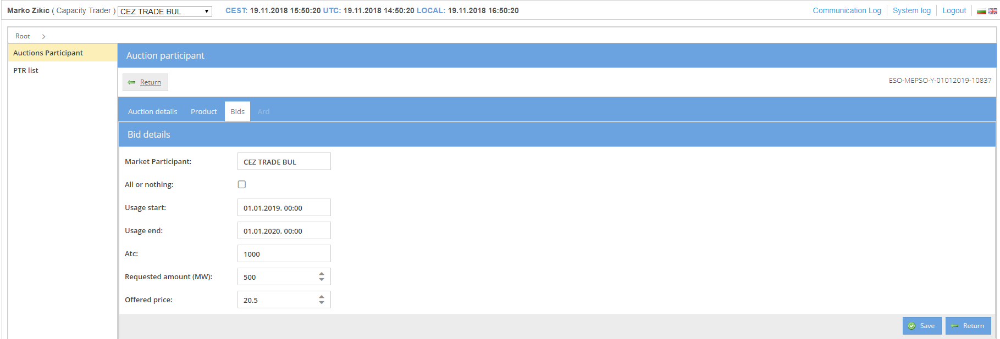 Marko Zikic ( Capacity Trader ) CEZ TRADE BUL CEST: 19.11.2018 15:50:20 UTC: 19.11.2018 14:50:20 LOCAL: 19.11.2018 16:50:20 Communication Log System log Logout
Root
Auctions Participant
PTR list
Auction participant
Return ESO-MEPSO-Y-01012019-10837
Auction details Product Bids Ard
Bid details
Market Participant: CEZ TRADE BUL
All or nothing:
Usage start: 01.01.2019. 00:00
Usage end: 01.01.2020. 00:00
Atc: 1000
Requested amount (MW): 500
Offered price: 20.5
Save Return